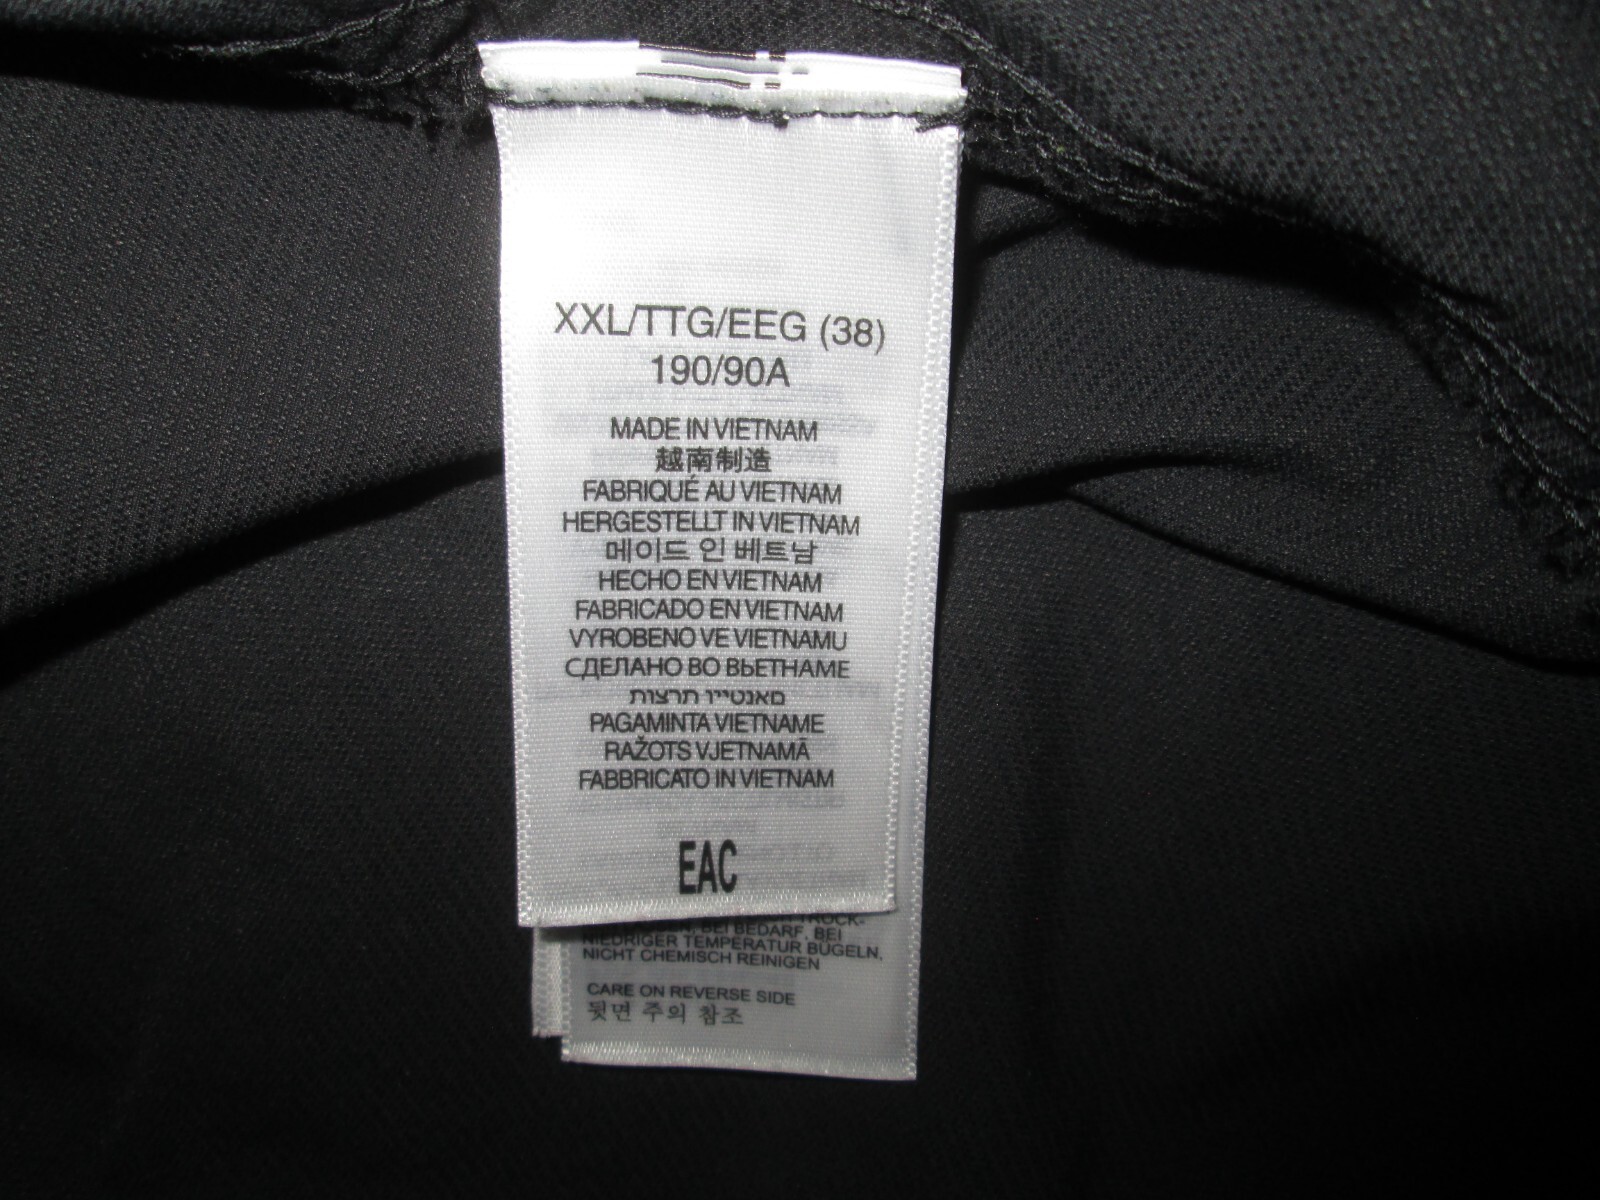 XXL/TTG/EEG (38)
190/90A
MADE IN VIETNAM
越南制造
FABRIQUÉ AU VIETNAM
HERGESTELLT IN VIETNAM
메이드 인 베트남
HECHO EN VIETNAM
FABRICADO EN VIETNAM
VYROBENO VE VIETNAMU
СДЕЛАНО ВО ВЬЕТНАМЕ
תוצרת וייטנאם
PAGAMINTA VIETNAME
RAŽOTS VJETNAMĀ
FABBRICATO IN VIETNAM
EAC
BEI BEDARF, BEI
NIEDRIGER TEMPERATUR BÜGELN,
NICHT CHEMISCH REINIGEN
CARE ON REVERSE SIDE
뒷면 주의 참조